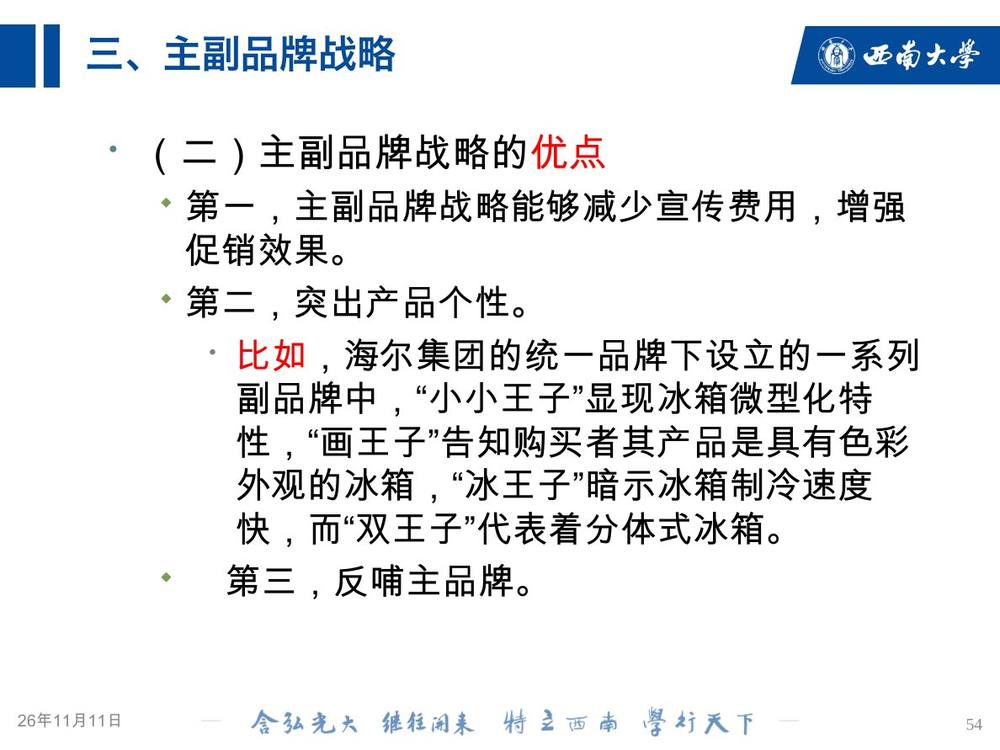 三、主副品牌战略
西南大学
（二）主副品牌战略的优点
第一，主副品牌战略能够减少宣传费用，增强
促销效果。
第二，突出产品个性。
比如，海尔集团的统一品牌下设立的一系列
副品牌中，“小小王子”显现冰箱微型化特
性，“画王子”告知购买者其产品是具有色彩
外观的冰箱，“冰王子”暗示冰箱制冷速度
快，而“双王子”代表着分体式冰箱。
第三，反哺主品牌。
26年11月11日
含弘光大 继往开来 特立西南 學行天下
54